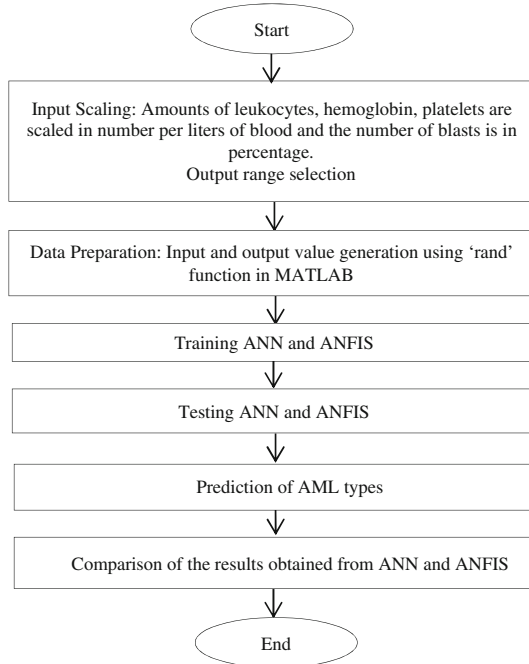 Start
Input Scaling: Amounts of leukocytes, hemoglobin, platelets are
scaled in number per liters of blood and the number of blasts is in
percentage.
Output range selection
Data Preparation: Input and output value generation using ‘rand’
function in MATLAB
Training ANN and ANFIS
Testing ANN and ANFIS
Prediction of AML types
Comparison of the results obtained from ANN and ANFIS
End